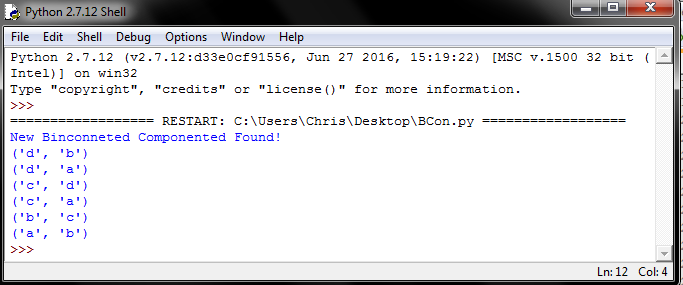 Python 2.7.12 Shell
File Edit Shell Debug Options Window Help
Python 2.7.12 (v2.7.12:d33e0cf91556, Jun 27 2016, 15:19:22) [MSC v.1500 32 bit (
Intel)] on win32
Type "copyright", "credits" or "license()" for more information.
>>>
================== RESTART: C:\Users\Chris\Desktop\BCon.py ==================
New Binconneted Componented Found!
('d', 'b')
('d', 'a')
('c', 'd')
('c', 'a')
('b', 'c')
('a', 'b')
>>>
Ln: 12 Col: 4